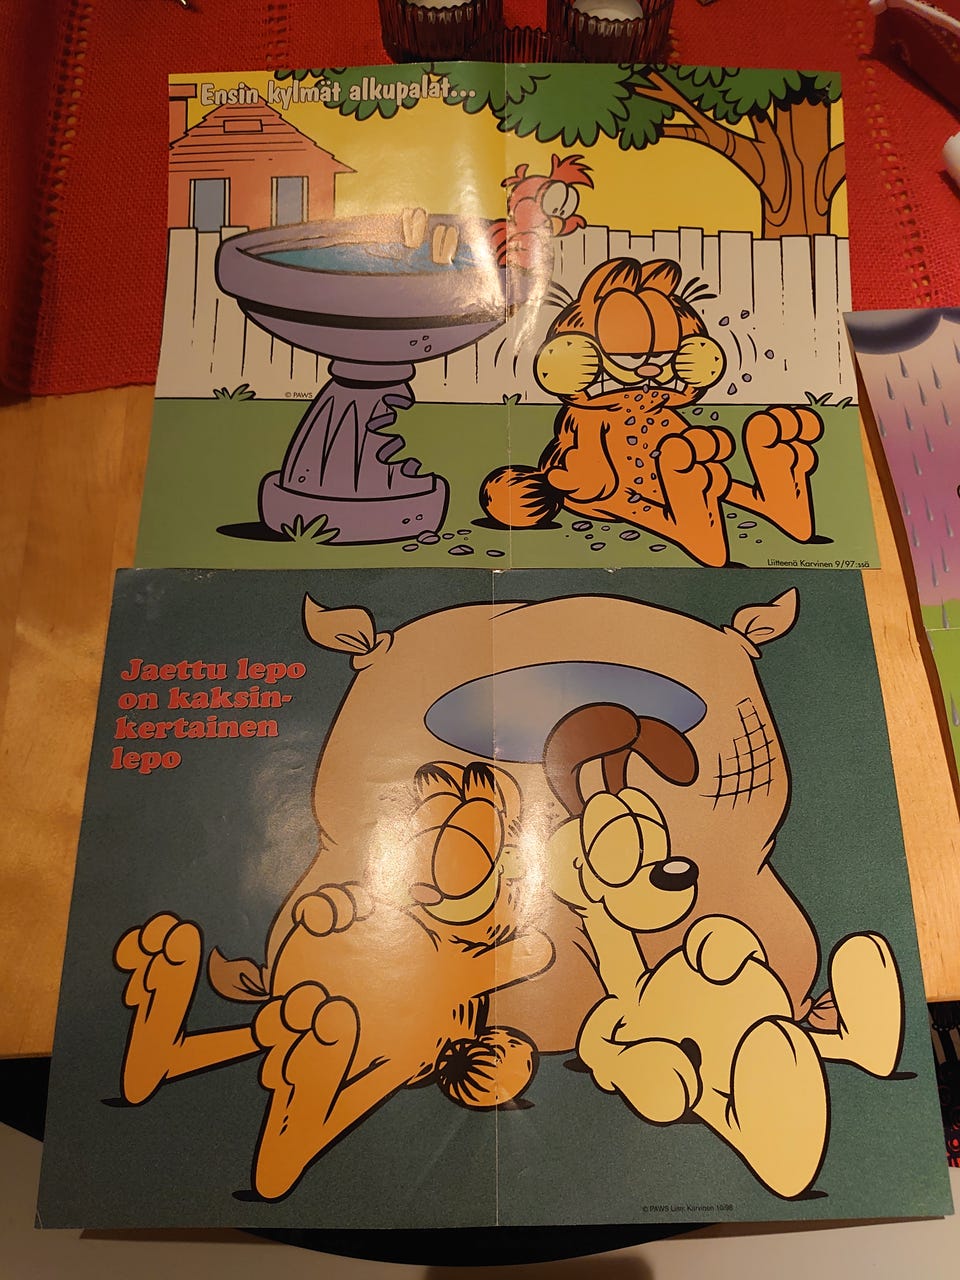 Ensin kylmät alkupalat...
© PAWS
Liitteenä Karvinen 9/97:ssä
Jaettu lepo
on kaksin-
kertainen
lepo
© PAWS Liite: Karvinen 10/98